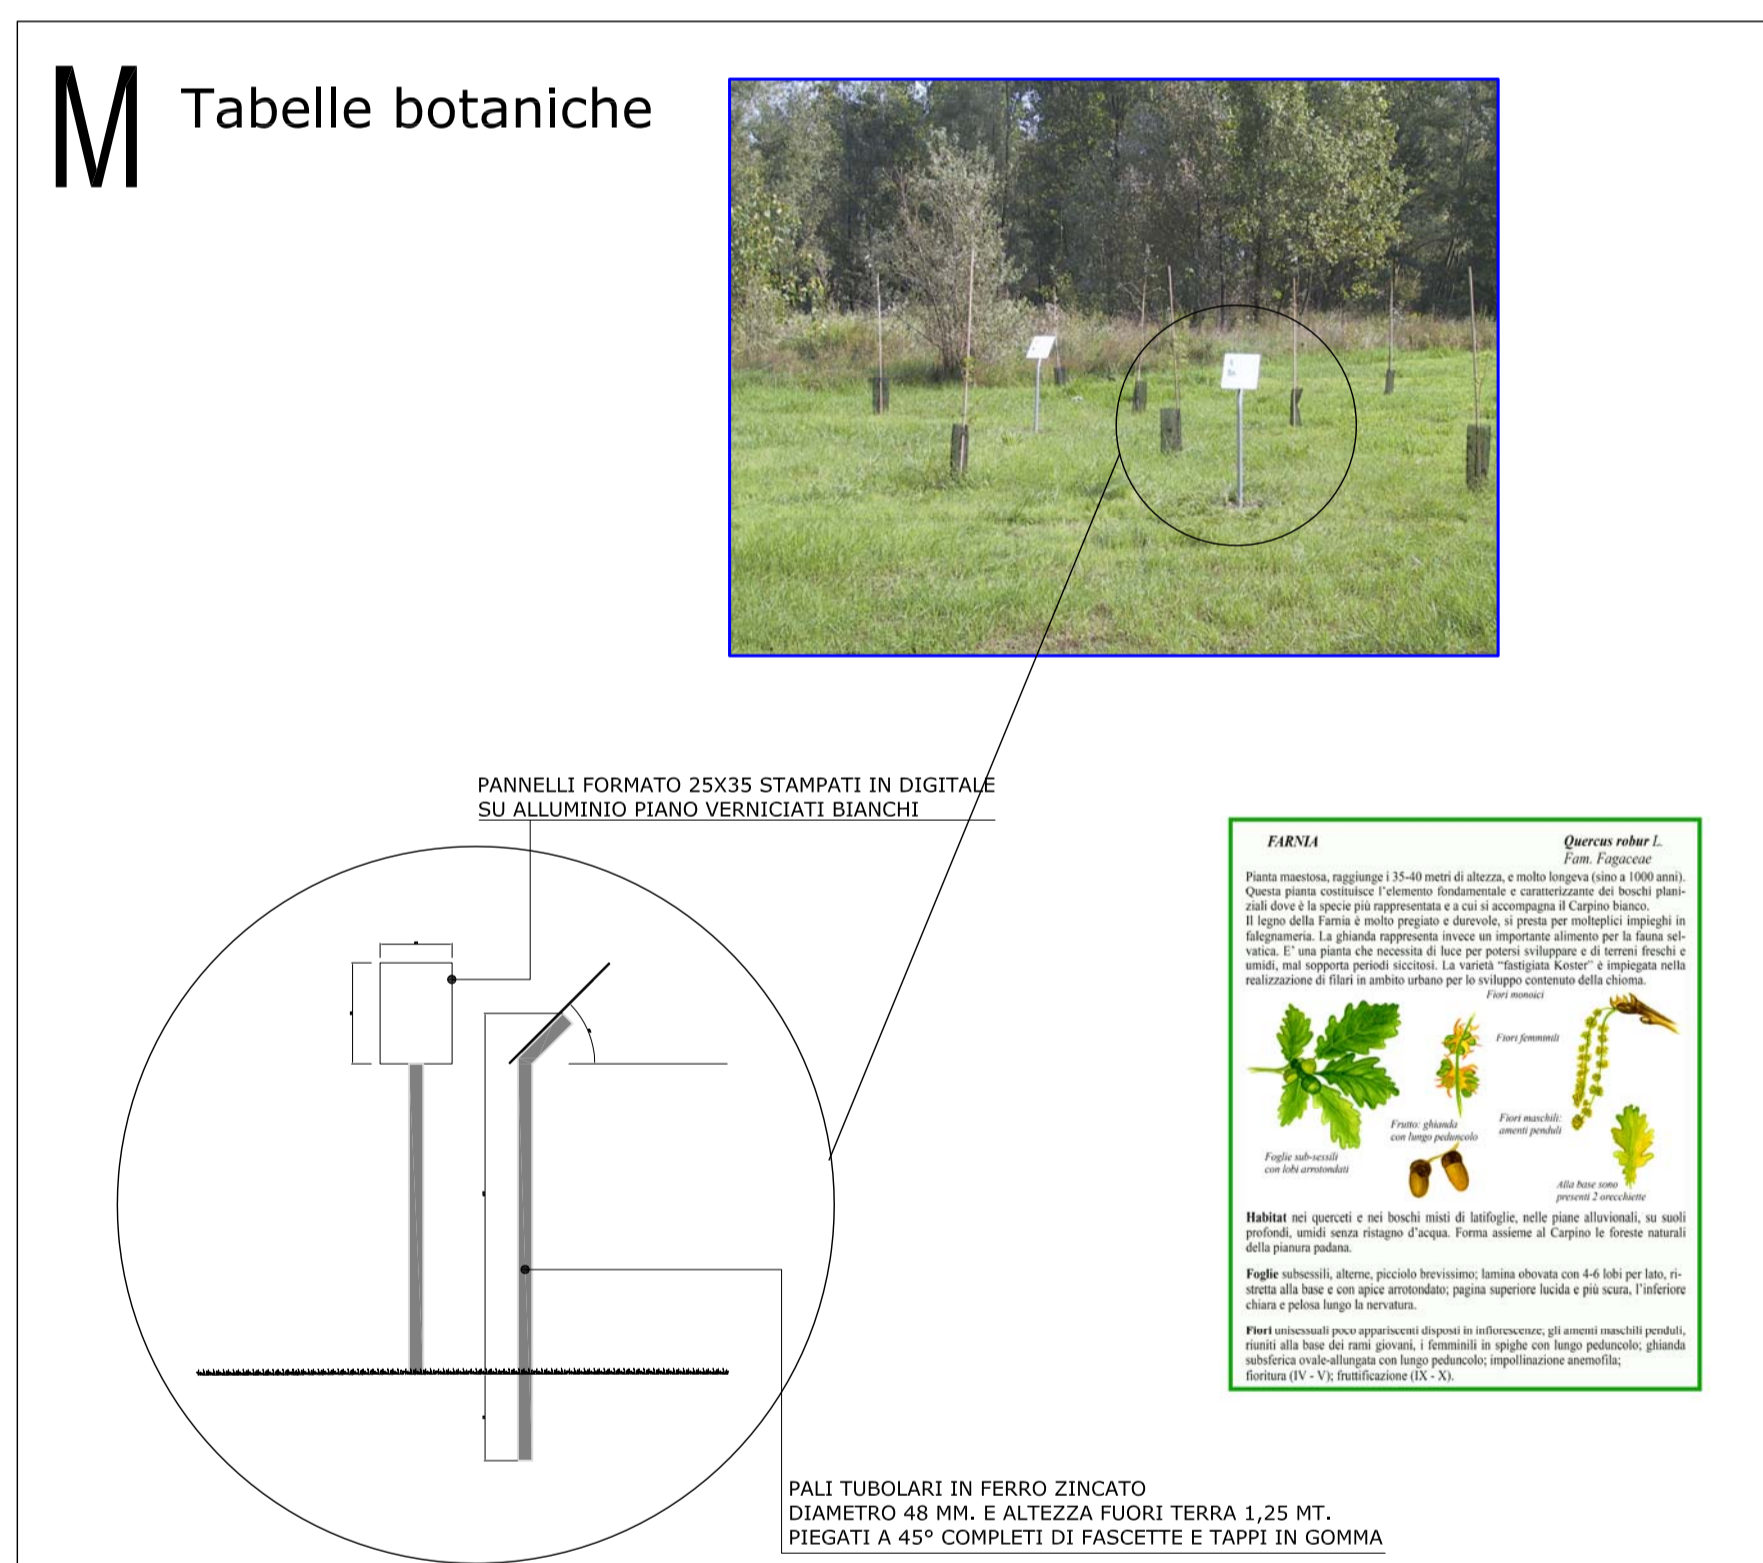 M Tabelle botaniche
PANNELLI FORMATO 25X35 STAMPATI IN DIGITALE
SU ALLUMINIO PIANO VERNICIATI BIANCHI
FARNIA Quercus robur L.
Fam. Fagaceae
Pianta maestosa, raggiunge i 35-40 metri di altezza, e molto longeva (sino a 1000 anni).
Questa pianta costituisce l'elemento fondamentale e caratterizzante dei boschi plani-
ziali dove è la specie più rappresentata e a cui si accompagna il Carpino bianco.
Il legno della Farnia è molto pregiato e durevole, si presta per molteplici impieghi in
falegnameria. La ghianda rappresenta invece un importante alimento per la fauna sel-
vatica. E' una pianta che necessita di luce per potersi sviluppare e di terreni freschi e
umidi, mal sopporta periodi siccitosi. La varietà "fastigiata Koster" è impiegata nella
realizzazione di filari in ambito urbano per lo sviluppo contenuto della chioma.
Fiori monoici
Fiori femminili
Frutto: ghianda
con lungo peduncolo
Fiori maschili:
amenti penduli
Foglie sub-sessili
con lobi arrotondati
Alla base sono
presenti 2 orecchiette
Habitat nei querceti e nei boschi misti di latifoglie, nelle piane alluvionali, su suoli
profondi, umidi senza ristagno d'acqua. Forma assieme al Carpino le foreste naturali
della pianura padana.
Foglie subsessili, alterne, picciolo brevissimo; lamina obovata con 4-6 lobi per lato, ri-
stretta alla base e con apice arrotondato; pagina superiore lucida e più scura, l'inferiore
chiara e pelosa lungo la nervatura.
Fiori unisessuali poco appariscenti disposti in inflorescenze; gli amenti maschili penduli,
riuniti alla base dei rami giovani, i femminili in spighe con lungo peduncolo; ghianda
subsferica ovale-allungata con lungo peduncolo; impollinazione anemofila;
fioritura (IV - V); fruttificazione (IX - X).
PALI TUBOLARI IN FERRO ZINCATO
DIAMETRO 48 MM. E ALTEZZA FUORI TERRA 1,25 MT.
PIEGATI A 45° COMPLETI DI FASCETTE E TAPPI IN GOMMA